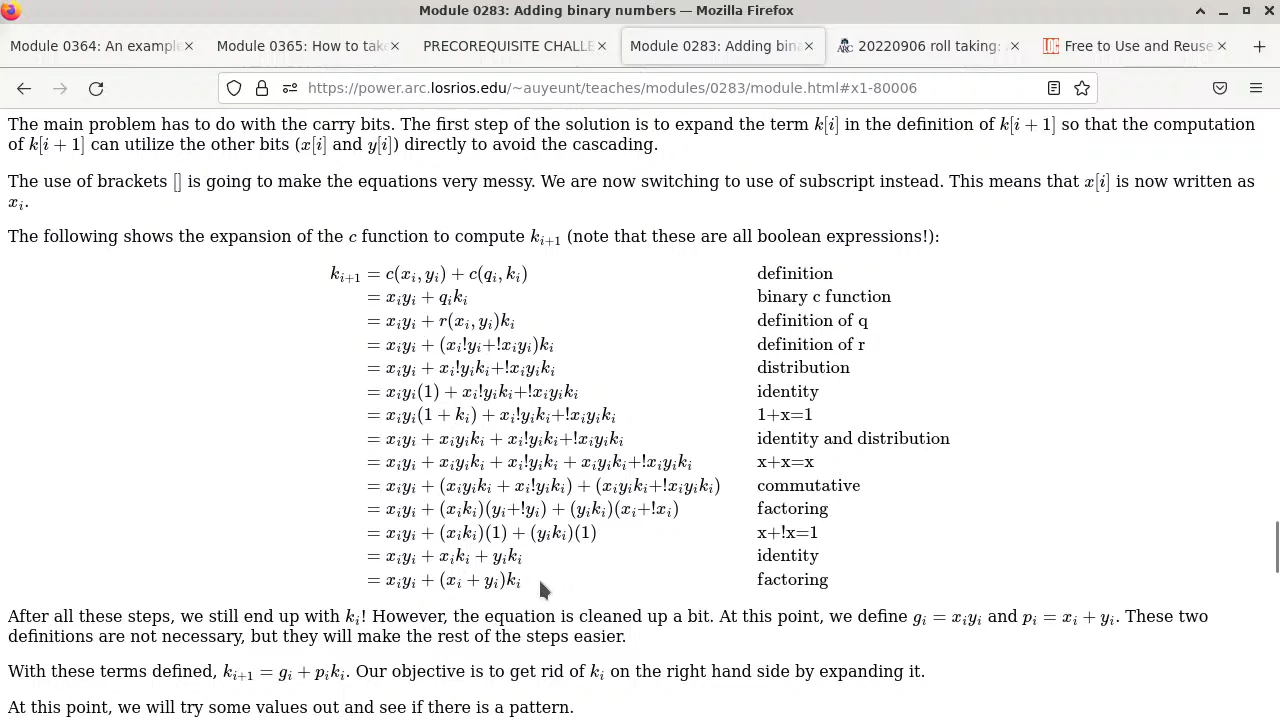 Module 0283: Adding binary numbers — Mozilla Firefox
Module 0364: An example
Module 0365: How to take
PRECOREQUISITE CHALLE
Module 0283: Adding bina
ARC 20220906 roll taking:
Free to Use and Reuse
https://power.arc.losrios.edu/~auyeunt/teaches/modules/0283/module.html#x1-80006
The main problem has to do with the carry bits. The first step of the solution is to expand the term k[i] in the definition of k[i + 1] so that the computation
of k[i + 1] can utilize the other bits (x[i] and y[i]) directly to avoid the cascading.
The use of brackets [] is going to make the equations very messy. We are now switching to use of subscript instead. This means that x[i] is now written as
xᵢ.
The following shows the expansion of the c function to compute kᵢ₊₁ (note that these are all boolean expressions!):
kᵢ₊₁ = c(xᵢ, yᵢ) + c(qᵢ, kᵢ) definition
= xᵢyᵢ + qᵢkᵢ binary c function
= xᵢyᵢ + r(xᵢ, yᵢ)kᵢ definition of q
= xᵢyᵢ + (xᵢ!yᵢ+!xᵢyᵢ)kᵢ definition of r
= xᵢyᵢ + xᵢ!yᵢkᵢ+!xᵢyᵢkᵢ distribution
= xᵢyᵢ(1) + xᵢ!yᵢkᵢ+!xᵢyᵢkᵢ identity
= xᵢyᵢ(1 + kᵢ) + xᵢ!yᵢkᵢ+!xᵢyᵢkᵢ 1+x=1
= xᵢyᵢ + xᵢyᵢkᵢ + xᵢ!yᵢkᵢ+!xᵢyᵢkᵢ identity and distribution
= xᵢyᵢ + xᵢyᵢkᵢ + xᵢ!yᵢkᵢ + xᵢyᵢkᵢ+!xᵢyᵢkᵢ x+x=x
= xᵢyᵢ + (xᵢyᵢkᵢ + xᵢ!yᵢkᵢ) + (xᵢyᵢkᵢ+!xᵢyᵢkᵢ) commutative
= xᵢyᵢ + (xᵢkᵢ)(yᵢ+!yᵢ) + (yᵢkᵢ)(xᵢ+!xᵢ) factoring
= xᵢyᵢ + (xᵢkᵢ)(1) + (yᵢkᵢ)(1) x+!x=1
= xᵢyᵢ + xᵢkᵢ + yᵢkᵢ identity
= xᵢyᵢ + (xᵢ + yᵢ)kᵢ factoring
After all these steps, we still end up with kᵢ! However, the equation is cleaned up a bit. At this point, we define gᵢ = xᵢyᵢ and pᵢ = xᵢ + yᵢ. These two
definitions are not necessary, but they will make the rest of the steps easier.
With these terms defined, kᵢ₊₁ = gᵢ + pᵢkᵢ. Our objective is to get rid of kᵢ on the right hand side by expanding it.
At this point, we will try some values out and see if there is a pattern.